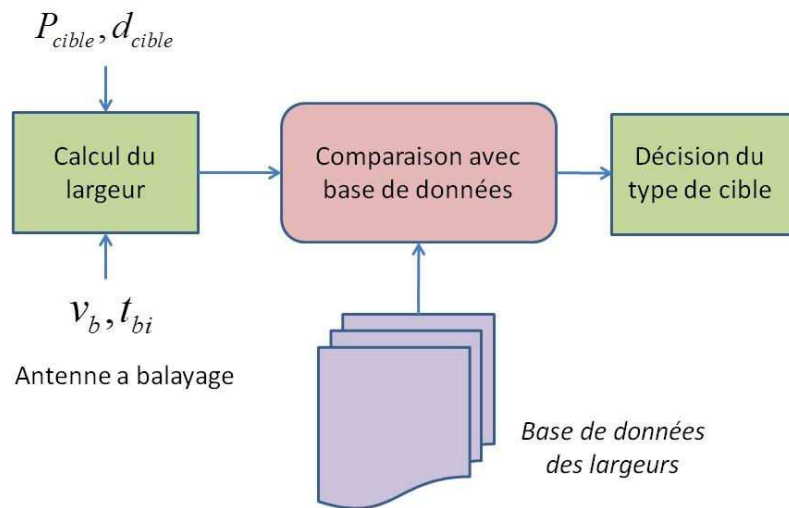 P_cible, d_cible
Calcul du
largeur
Comparaison avec
base de données
Décision du
type de cible
v_b, t_bi
Antenne a balayage
Base de données
des largeurs